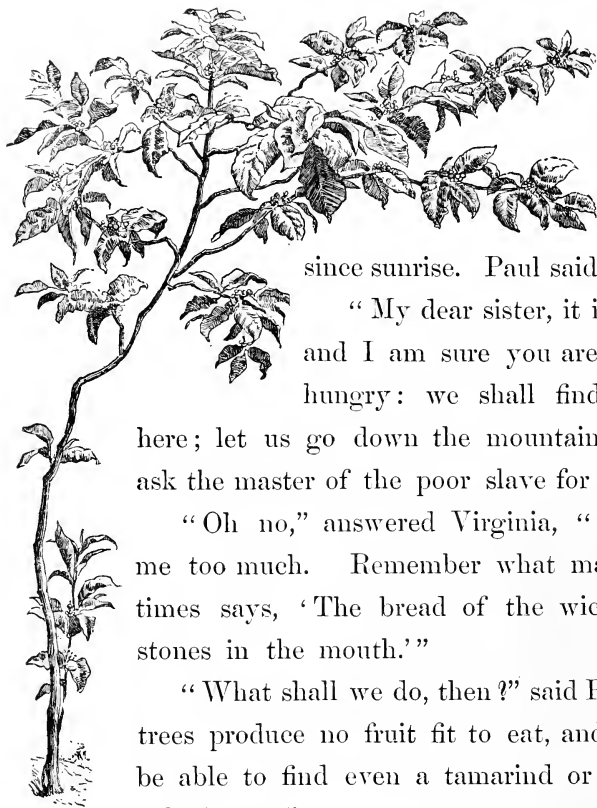 since sunrise. Paul said
“ My dear sister, it i
and I am sure you are
hungry: we shall find
here; let us go down the mountain
ask the master of the poor slave for
“Oh no,” answered Virginia, “
me too much. Remember what ma
times says, ‘The bread of the wic
stones in the mouth.’”
“What shall we do, then?” said P
trees produce no fruit fit to eat, and
be able to find even a tamarind or